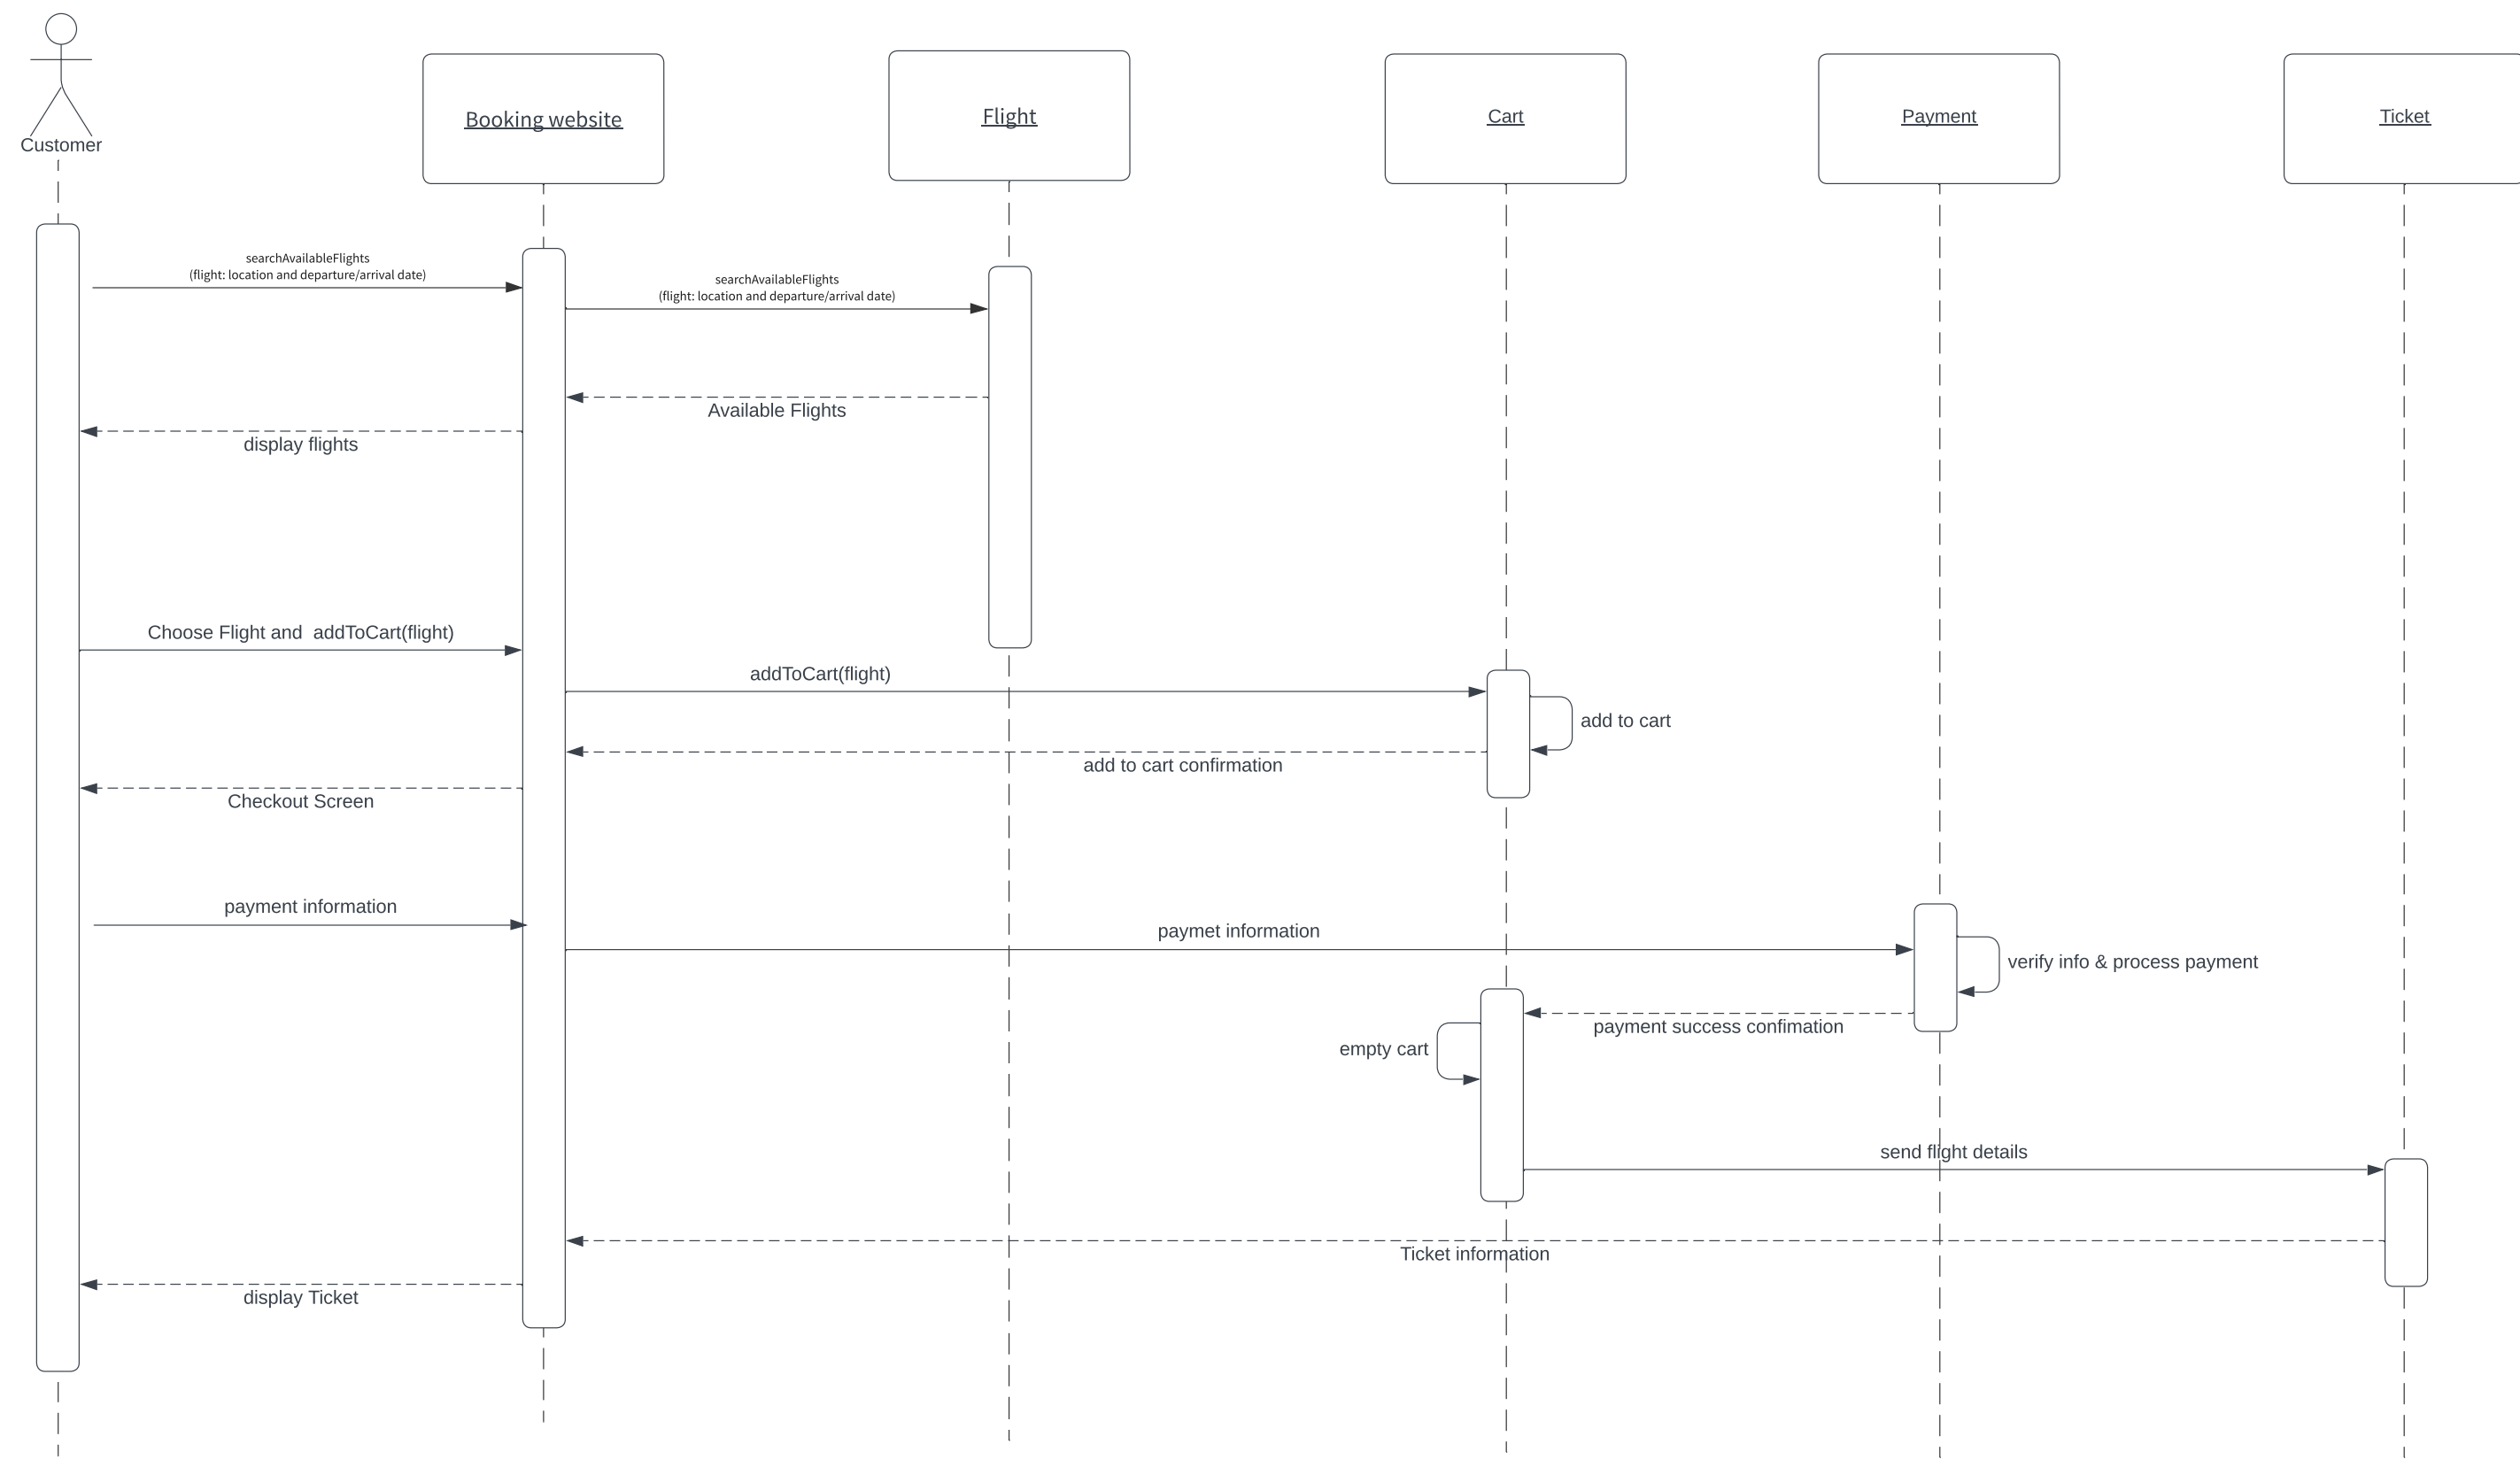 Customer
Booking website
Flight
Cart
Payment
Ticket
searchAvailableFlights
(flight: location and departure/arrival date)
searchAvailableFlights
(flight: location and departure/arrival date)
Available Flights
display flights
Choose Flight and  addToCart(flight)
addToCart(flight)
add to cart
add to cart confirmation
Checkout Screen
payment information
paymet information
verify info & process payment
payment success confimation
empty cart
send flight details
Ticket information
display Ticket